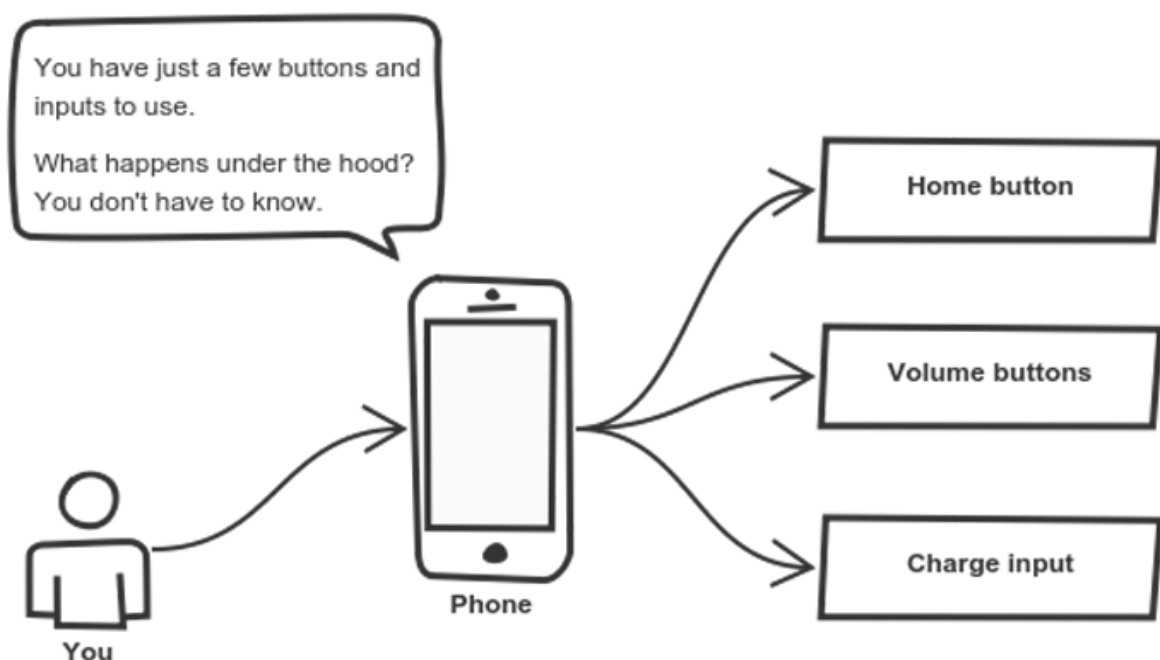 You have just a few buttons and
inputs to use.
What happens under the hood?
You don't have to know.
Home button
Volume buttons
Charge input
Phone
You